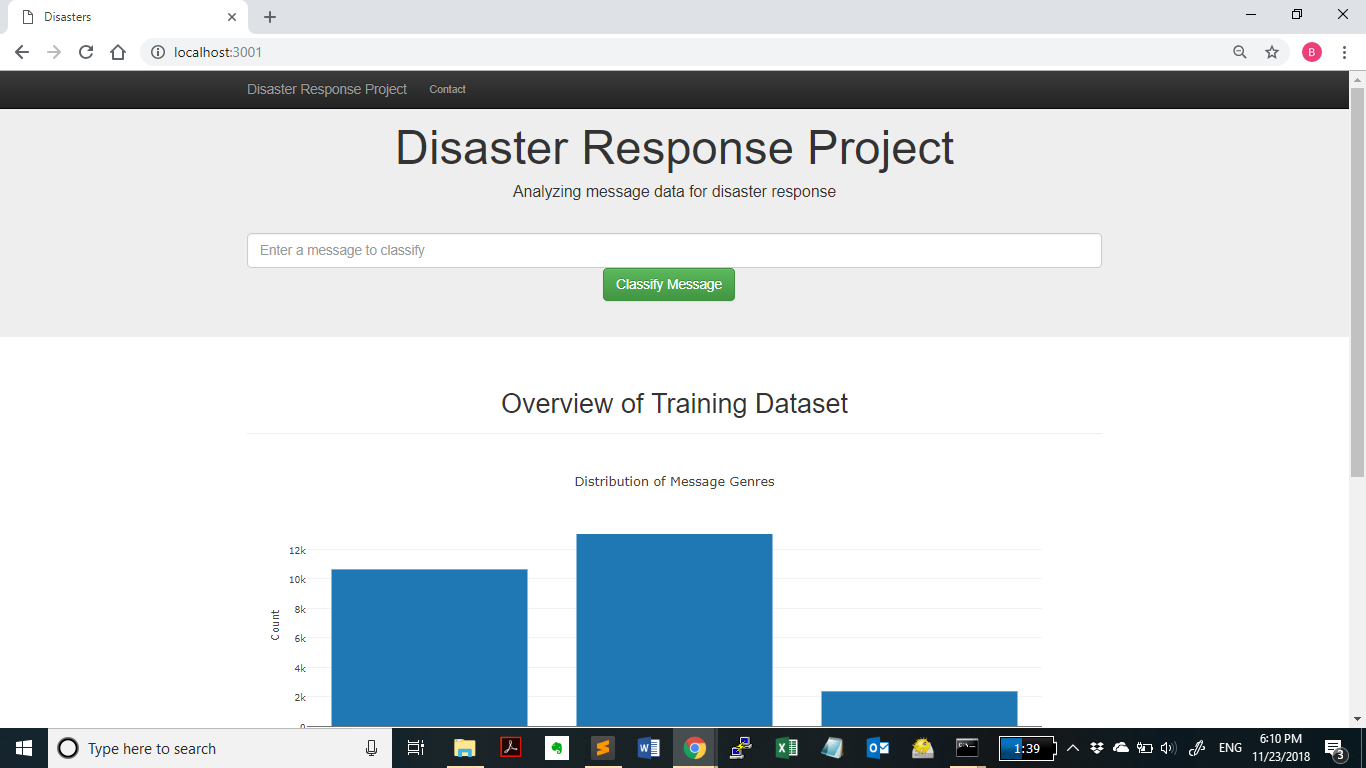 Disasters
localhost:3001
B
Disaster Response Project Contact
Disaster Response Project
Analyzing message data for disaster response
Enter a message to classify
Classify Message
Overview of Training Dataset
Distribution of Message Genres
12k
10k
8k
6k
4k
2k
0
Count
Type here to search
1:39
ENG
6:10 PM
11/23/2018
3